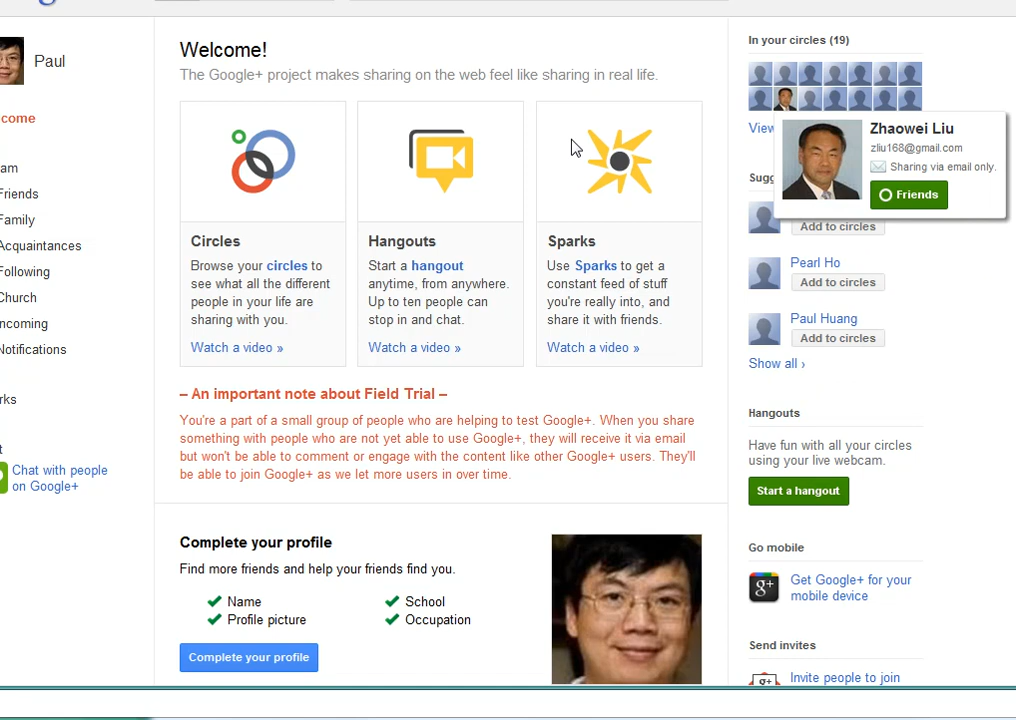 Paul
come
am
Friends
Family
Acquaintances
Following
Church
ncoming
Notifications
rks
t
Chat with people
on Google+
Welcome!
The Google+ project makes sharing on the web feel like sharing in real life.
Circles
Browse your circles to
see what all the different
people in your life are
sharing with you.
Watch a video »
Hangouts
Start a hangout
anytime, from anywhere.
Up to ten people can
stop in and chat.
Watch a video »
Sparks
Use Sparks to get a
constant feed of stuff
you're really into, and
share it with friends.
Watch a video »
– An important note about Field Trial –
You're a part of a small group of people who are helping to test Google+. When you share
something with people who are not yet able to use Google+, they will receive it via email
but won't be able to comment or engage with the content like other Google+ users. They'll
be able to join Google+ as we let more users in over time.
Complete your profile
Find more friends and help your friends find you.
Name
School
Profile picture
Occupation
Complete your profile
In your circles (19)
View
Zhaowei Liu
zliu168@gmail.com
Sharing via email only.
Friends
Sugg
Add to circles
Pearl Ho
Add to circles
Paul Huang
Add to circles
Show all ›
Hangouts
Have fun with all your circles
using your live webcam.
Start a hangout
Go mobile
g+
Get Google+ for your
mobile device
Send invites
g+
Invite people to join